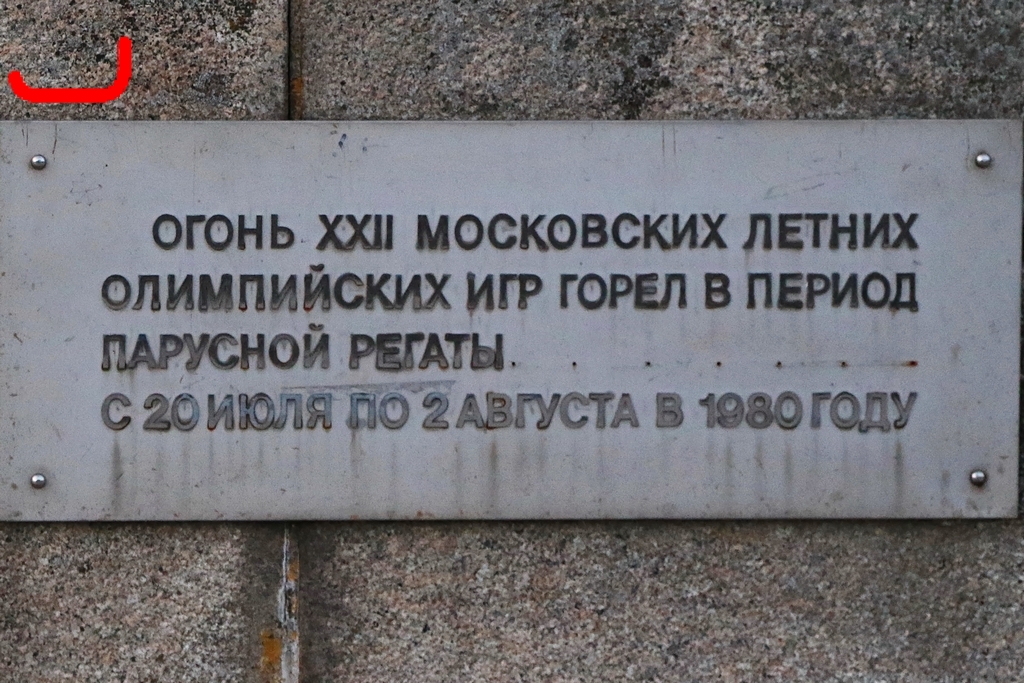 ОГОНЬ XXII МОСКОВСКИХ ЛЕТНИХ
ОЛИМПИЙСКИХ ИГР ГОРЕЛ В ПЕРИОД
ПАРУСНОЙ РЕГАТЫ
С 20 ИЮЛЯ ПО 2 АВГУСТА В 1980 ГОДУ